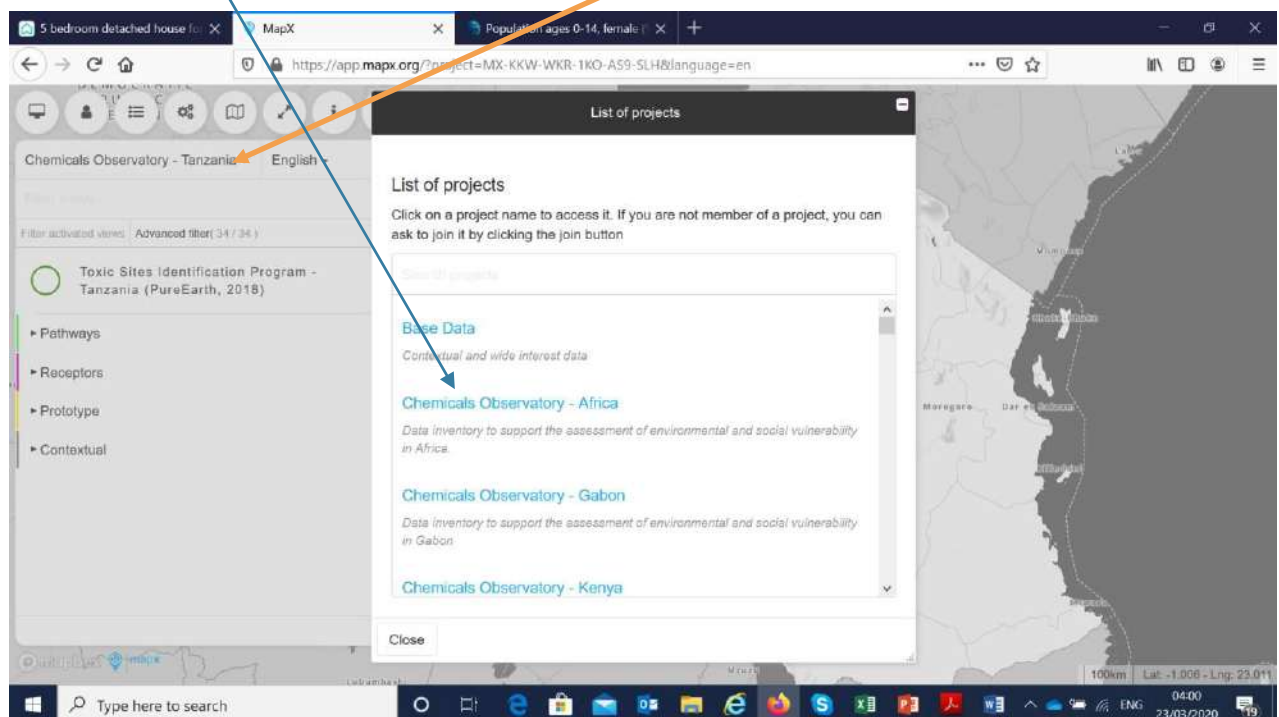 5 bedroom detached house fo
MapX
Population ages 0-14, female (
https://app.mapx.org/?project=MX-KKW-WKR-1KO-AS9-SLH&language=en
List of projects
Chemicals Observatory - Tanzania
English
Filter activated views
Advanced filter( 34 / 34 )
Toxic Sites Identification Program -
Tanzania (PureEarth, 2018)
Pathways
Receptors
Prototype
Contextual
List of projects
Click on a project name to access it. If you are not member of a project, you can
ask to join it by clicking the join button
Base Data
Contextual and wide interest data
Chemicals Observatory - Africa
Data inventory to support the assessment of environmental and social vulnerability
in Africa.
Chemicals Observatory - Gabon
Data inventory to support the assessment of environmental and social vulnerability
in Gabon
Chemicals Observatory - Kenya
Close
Morogoro
Dar es Salaam
mapx
100km
Lat: -1.006 - Lng: 23.011
Type here to search
ENG
04:00
23/03/2020
19